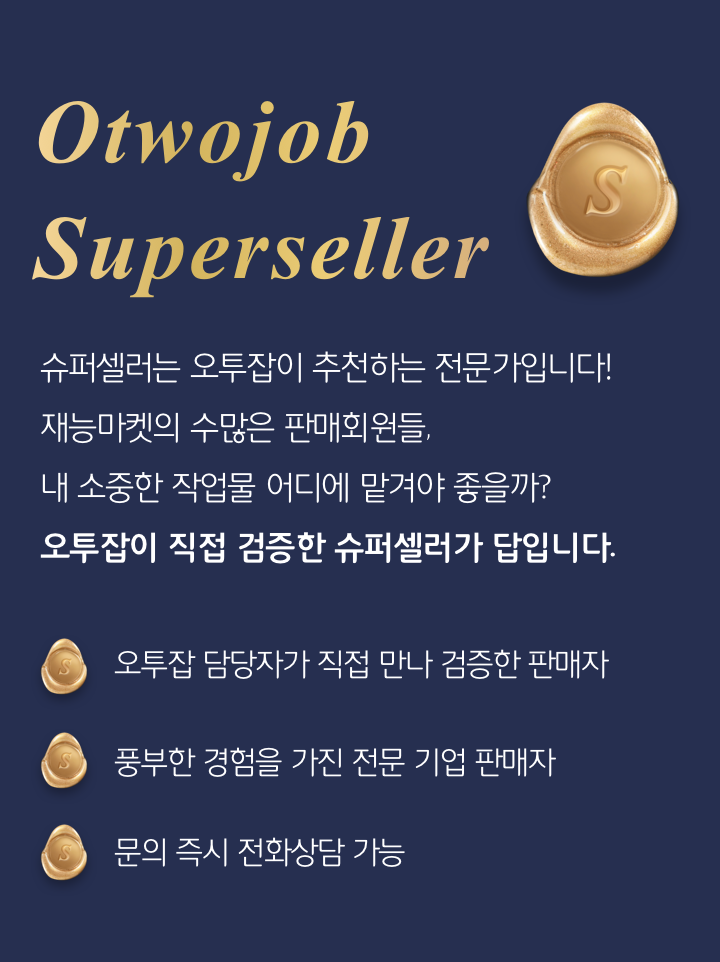 Otwojob
Superseller
S
슈퍼셀러는 오투잡이 추천하는 전문가입니다!
재능마켓의 수많은 판매회원들,
내 소중한 작업물 어디에 맡겨야 좋을까?
오투잡이 직접 검증한 슈퍼셀러가 답입니다.
S 오투잡 담당자가 직접 만나 검증한 판매자
S 풍부한 경험을 가진 전문 기업 판매자
S 문의 즉시 전화상담 가능